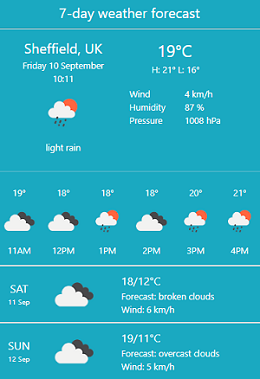 7-day weather forecast
Sheffield, UK
Friday 10 September
10:11
light rain
19°C
H: 21° L: 16°
Wind 4 km/h
Humidity 87 %
Pressure 1008 hPa
19° 18° 18° 18° 20° 21°
11AM 12PM 1PM 2PM 3PM 4PM
SAT
11 Sep
18/12°C
Forecast: broken clouds
Wind: 6 km/h
SUN
12 Sep
19/11°C
Forecast: overcast clouds
Wind: 5 km/h